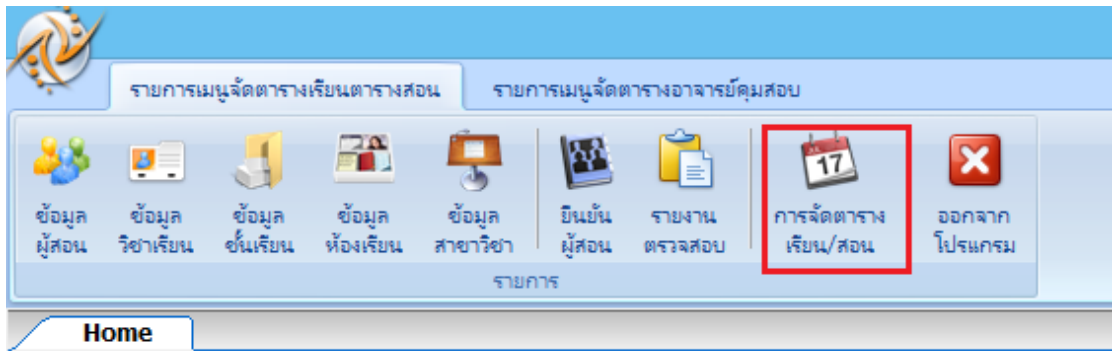 รายการเมนูจัดตารางเรียนตารางสอน รายการเมนูจัดตารางอาจารย์คุมสอบ
17
ข้อมูล ข้อมูล ข้อมูล ข้อมูล ข้อมูล ยืนยัน รายงาน การจัดตาราง ออกจาก
ผู้สอน วิชาเรียน ชั้นเรียน ห้องเรียน สาขาวิชา ผู้สอน ตรวจสอบ เรียน/สอน โปรแกรม
รายการ
Home